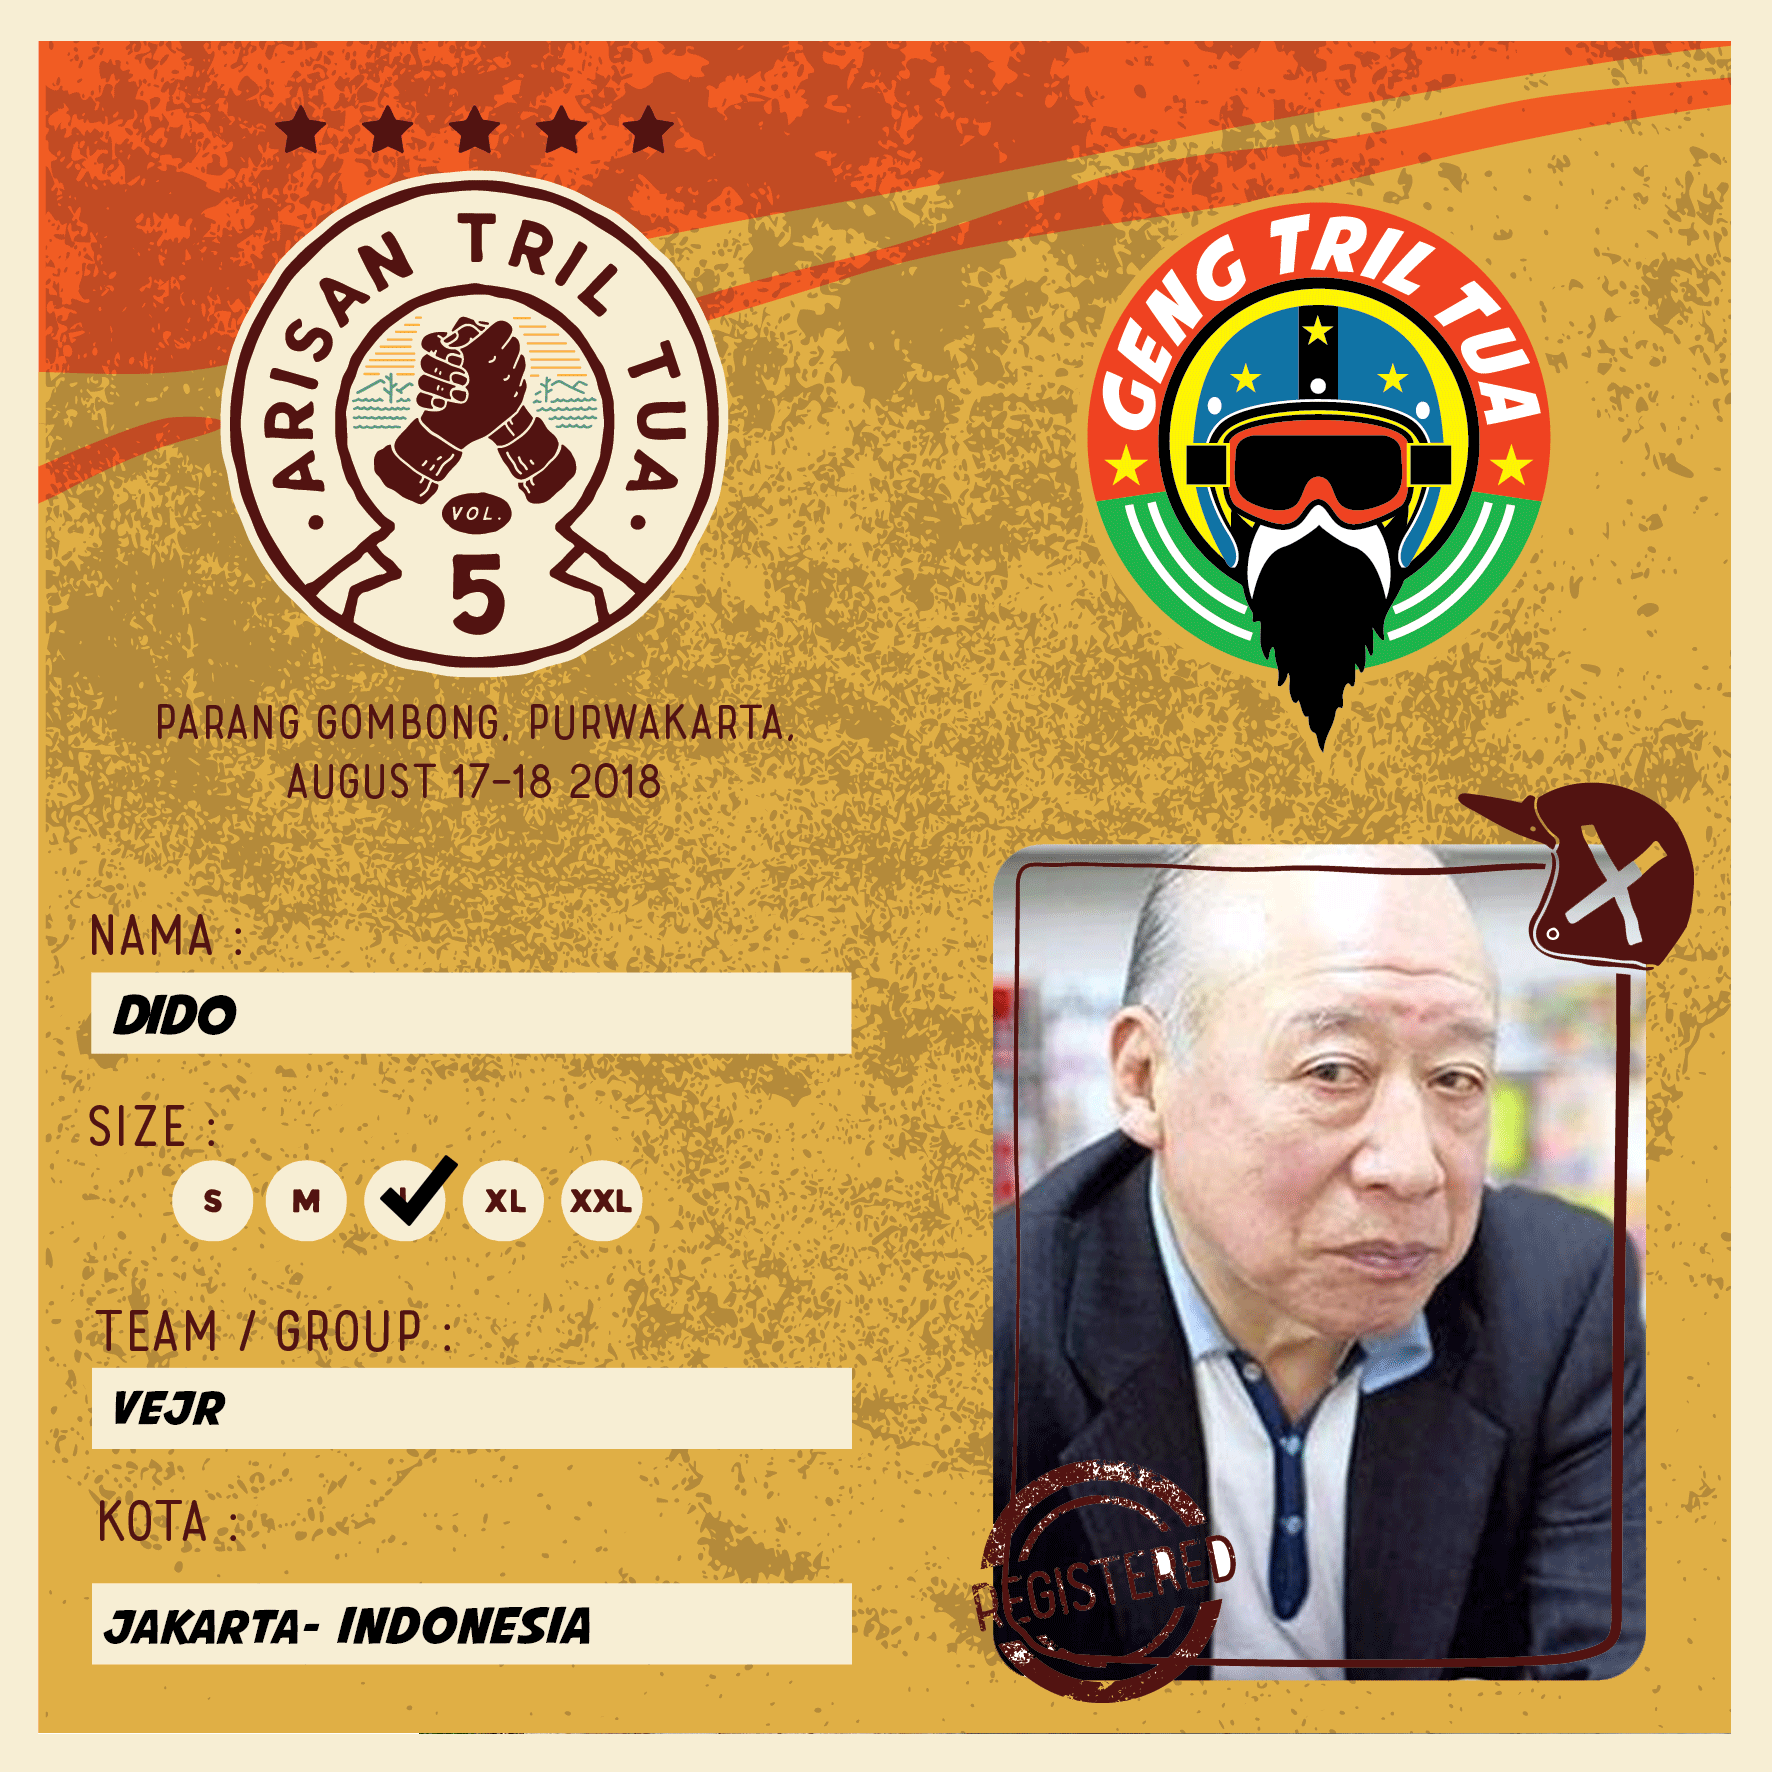 ARISAN TRIL TUA
VOL.
5
PARANG GOMBONG, PURWAKARTA,
AUGUST 17-18 2018
GENG TRIL TUA
NAMA :
DIDO
SIZE :
S M L XL XXL
TEAM / GROUP :
VEJR
KOTA :
JAKARTA- INDONESIA
REGISTERED